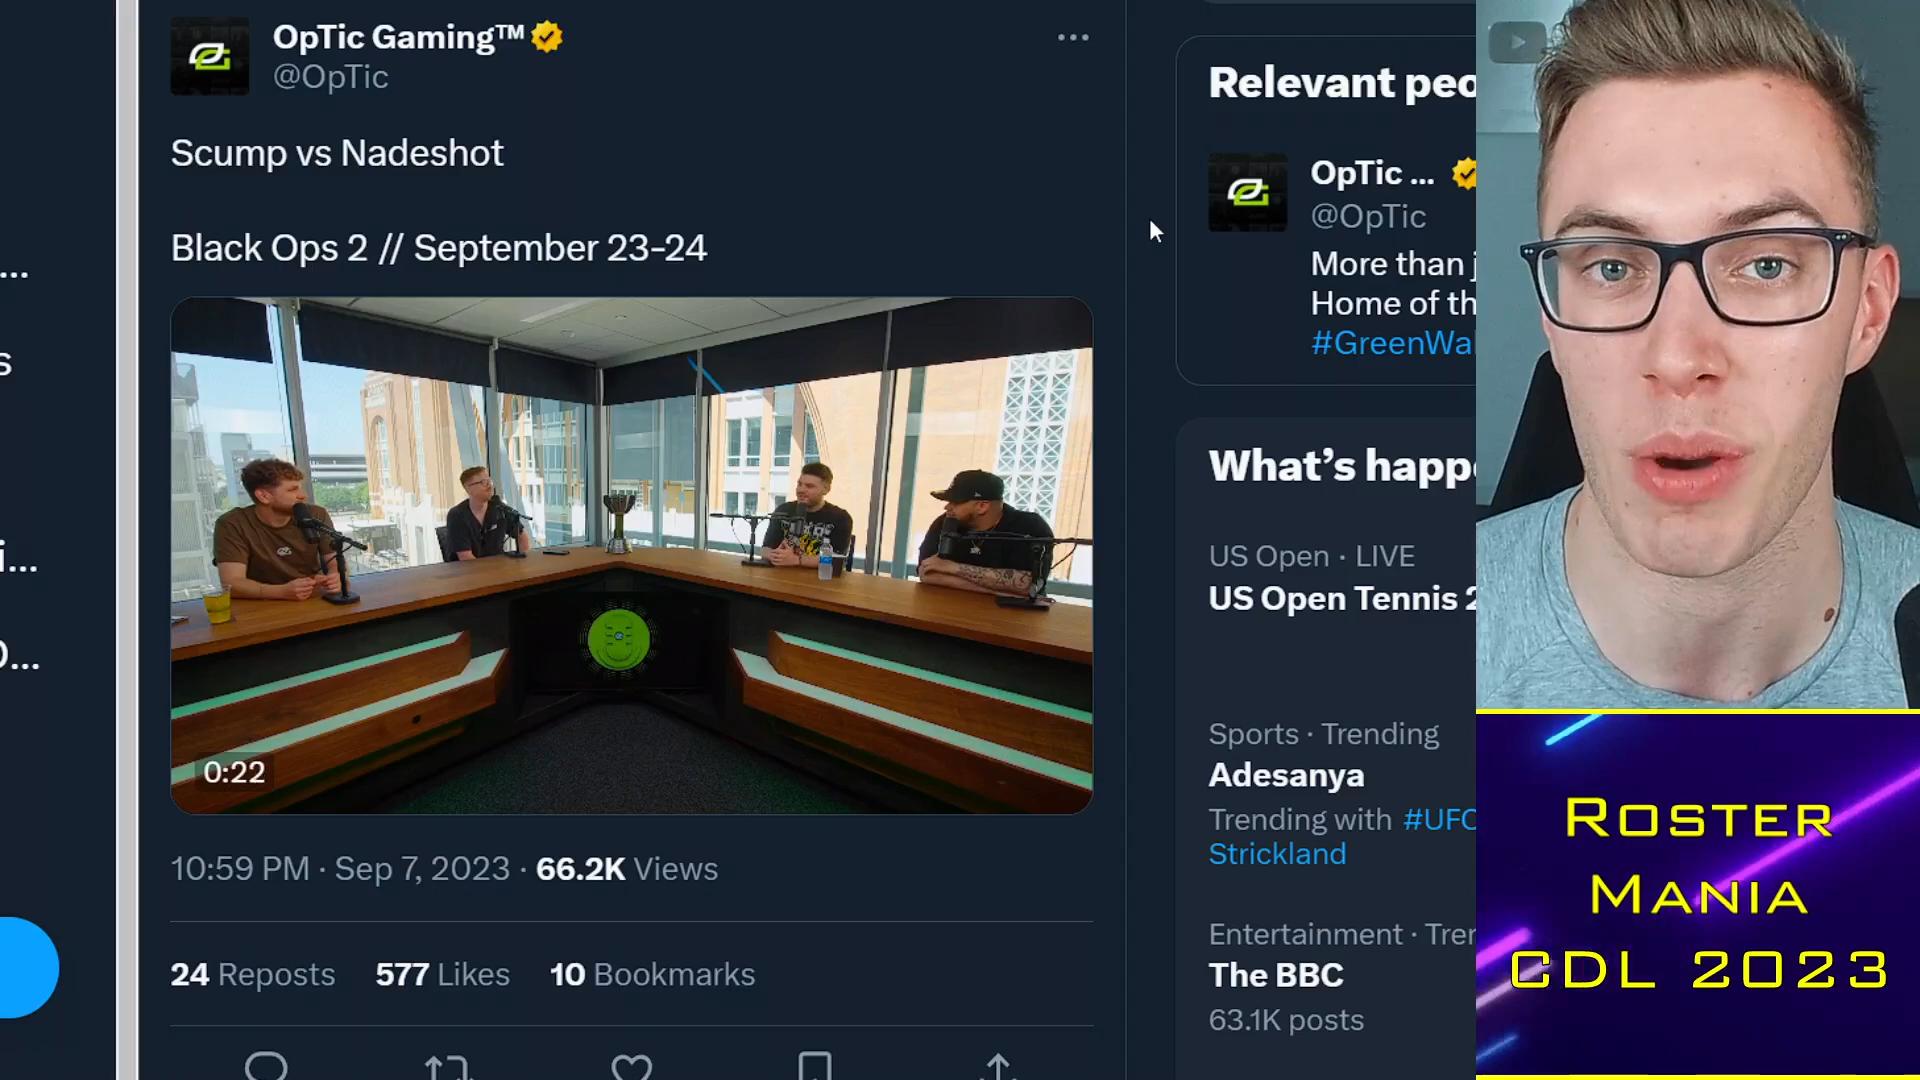 ...
s
i...
O...
OpTic Gaming™
@OpTic
Scump vs Nadeshot
Black Ops 2 // September 23-24
0:22
10:59 PM · Sep 7, 2023 · 66.2K Views
24 Reposts 577 Likes 10 Bookmarks
Relevant peo
OpTic ...
@OpTic
More than j
Home of th
#GreenWal
What's happe
US Open · LIVE
US Open Tennis 2
Sports · Trending
Adesanya
Trending with #UFC
Strickland
Entertainment · Tren
The BBC
63.1K posts
Roster
Mania
CDL 2023